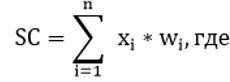 SC = ∑_{i=1}^{n} x_i * w_i, где